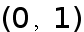 (0, 1)